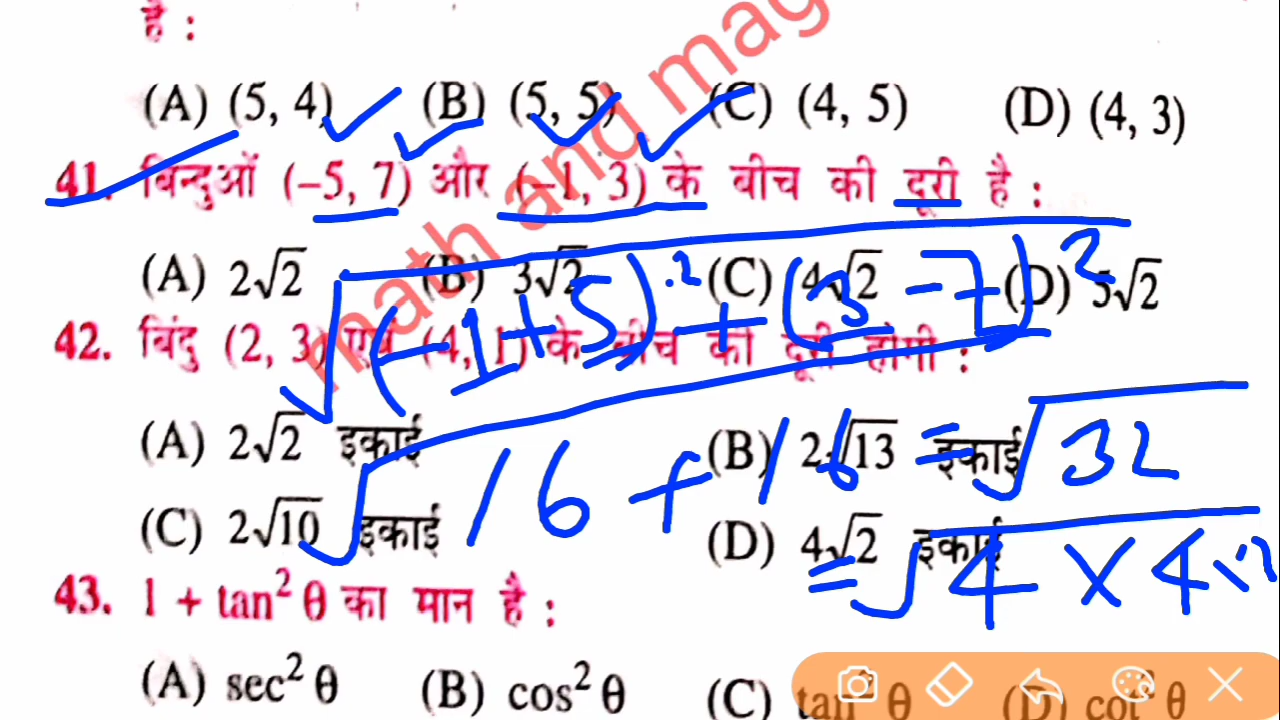 है :
(A) (5, 4) (B) (5, 5) (C) (4, 5) (D) (4, 3)
41. बिन्दुओं (–5, 7) और (–1, 3) के बीच की दूरी है :
(A) 2√2 (B) 3√2 (C) 4√2 (D) 5√2
√(–1+5)² + (3–7)²
42. बिंदु (2, 3) एवं (4, 1) के बीच की दूरी होगी :
(A) 2√2 इकाई (B) 2√13 इकाई
√16 + 16 = √32
(C) 2√10 इकाई (D) 4√2 इकाई
= √4 × 4×2
43. 1 + tan² θ का मान है :
(A) sec² θ (B) cos² θ (C) tan² θ (D) cot² θ
math and mag